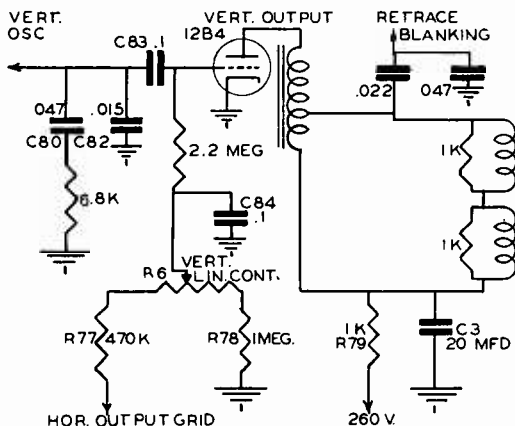 VERT.
OSC
C83 .1
VERT. OUTPUT
12B4
RETRACE
BLANKING
.022
047
047
C80
.015
C82
2.2 MEG
1K
6.8K
C84
.1
1K
VERT.
LIN.CONT.
R6
R77
470K
R78
1MEG.
1K
R79
C3
20 MFD
HOR. OUTPUT GRID
260 V.